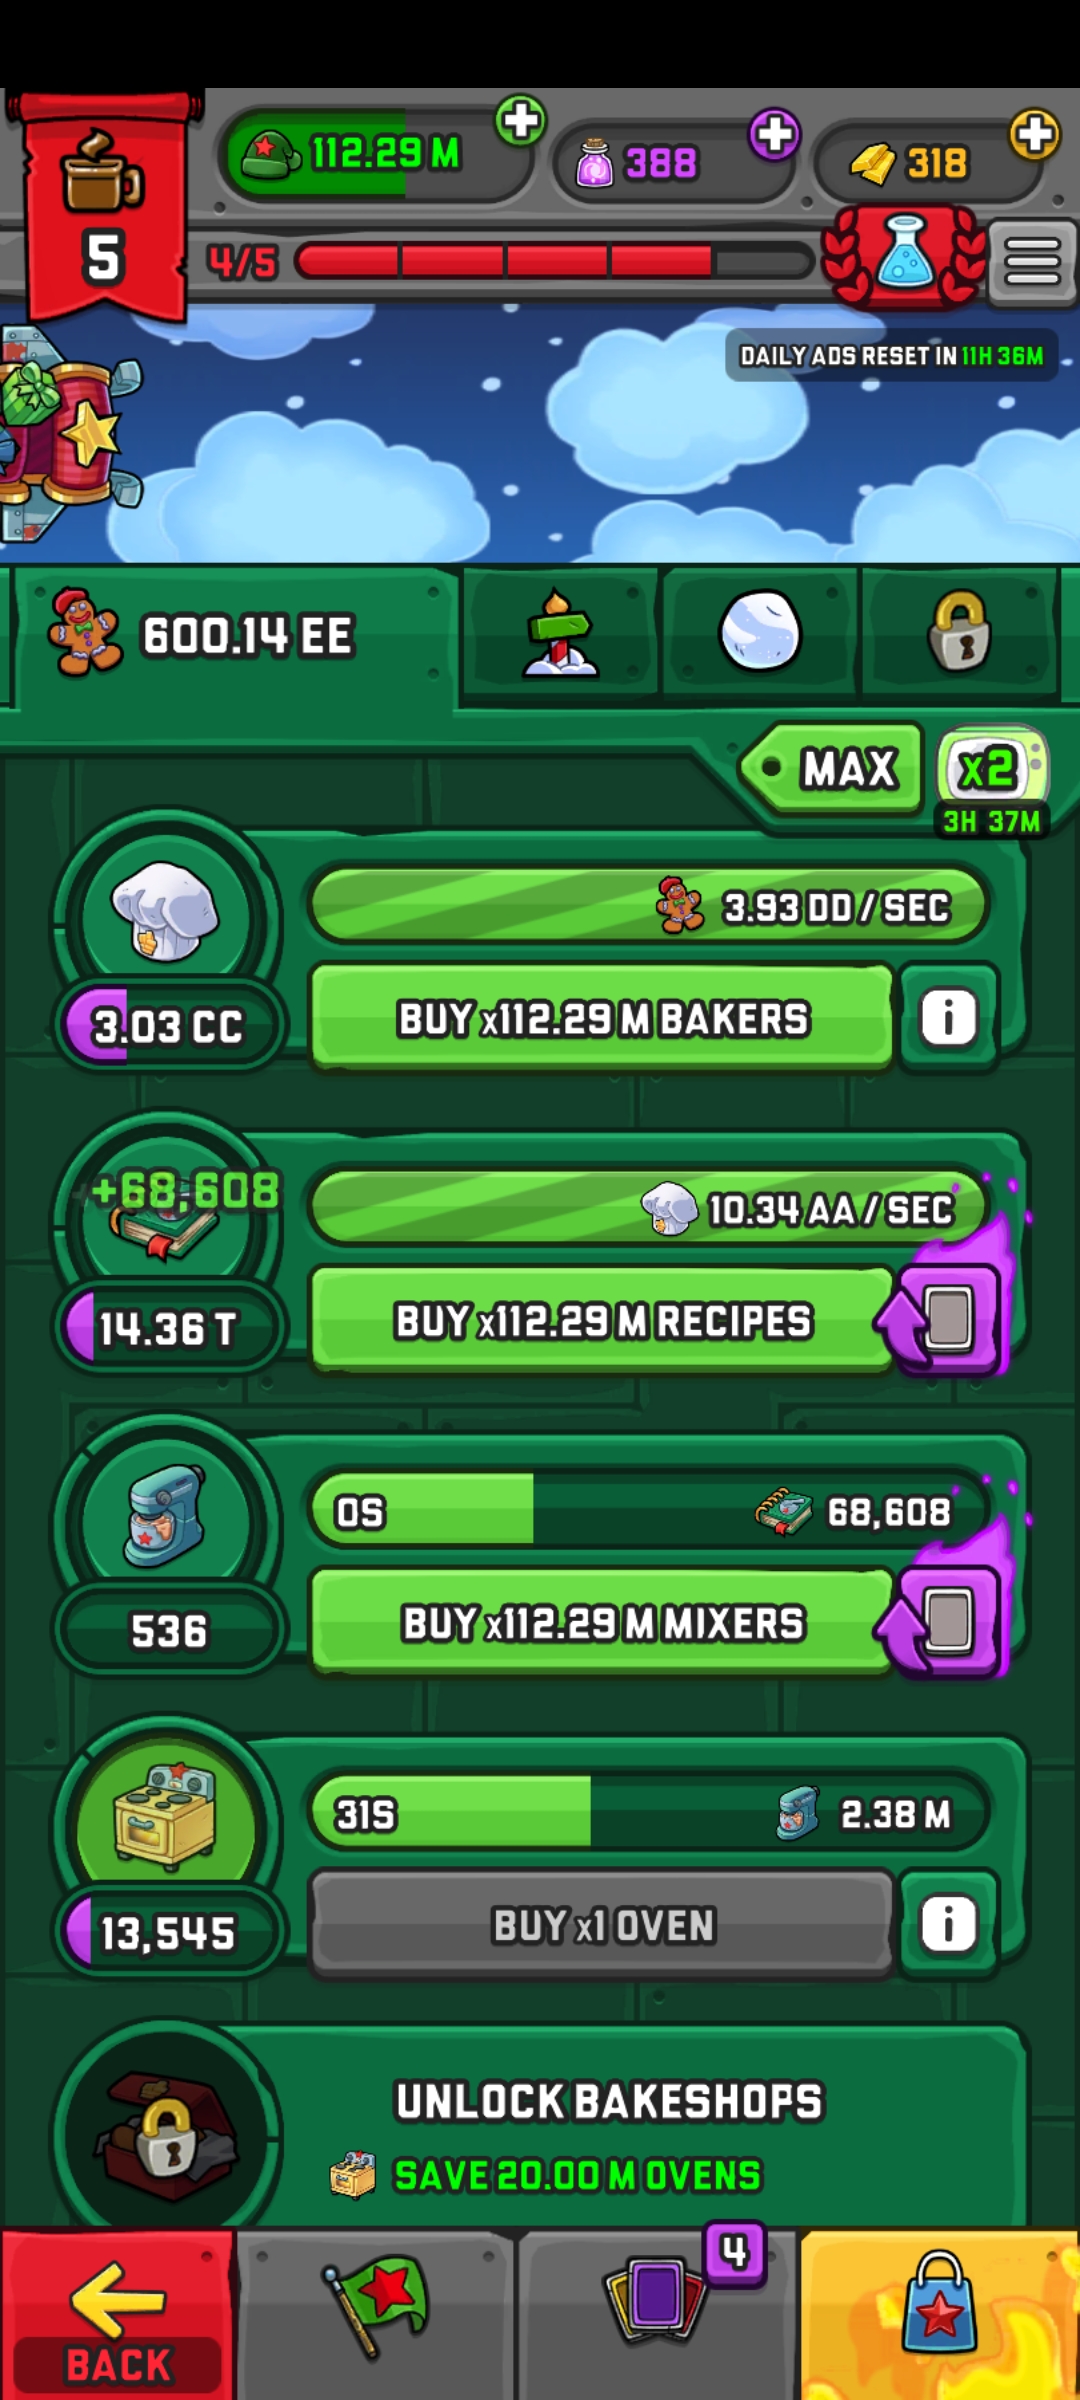 112.29 M
388
318
5
4/5
DAILY ADS RESET IN 11H 36M
600.14 EE
MAX
x2
3H 37M
3.93 DD / SEC
3.03 CC
BUY x112.29 M BAKERS
i
+68,608
10.34 AA / SEC
14.36 T
BUY x112.29 M RECIPES
0S
68,608
536
BUY x112.29 M MIXERS
31S
2.38 M
13,545
BUY x1 OVEN
i
UNLOCK BAKESHOPS
SAVE 20.00 M OVENS
4
BACK